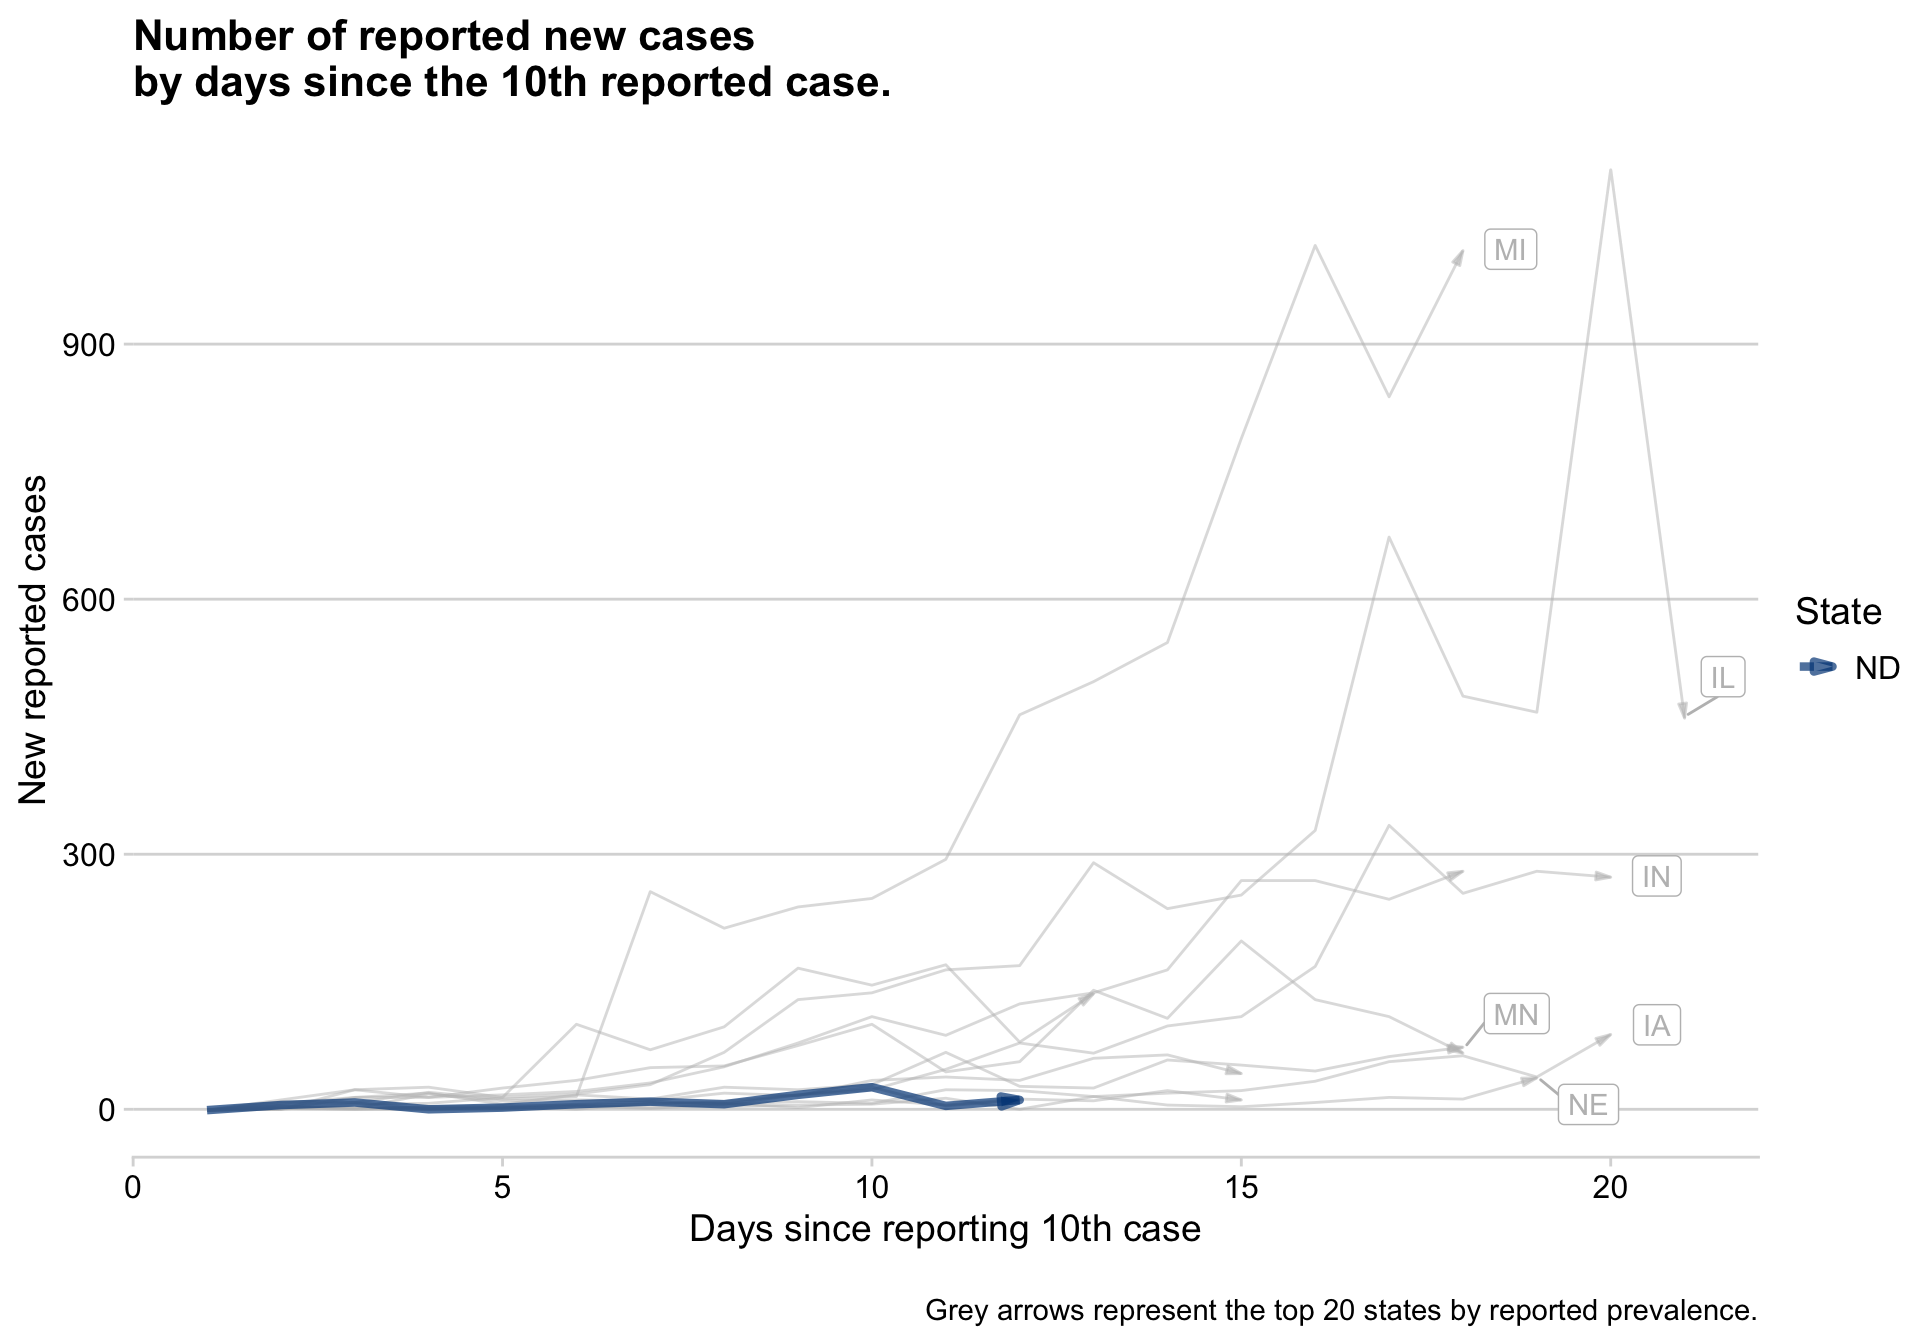 Number of reported new cases
by days since the 10th reported case.
New reported cases
900
600
300
0
MI
IL
IN
MN
IA
NE
State
ND
0 5 10 15 20
Days since reporting 10th case
Grey arrows represent the top 20 states by reported prevalence.